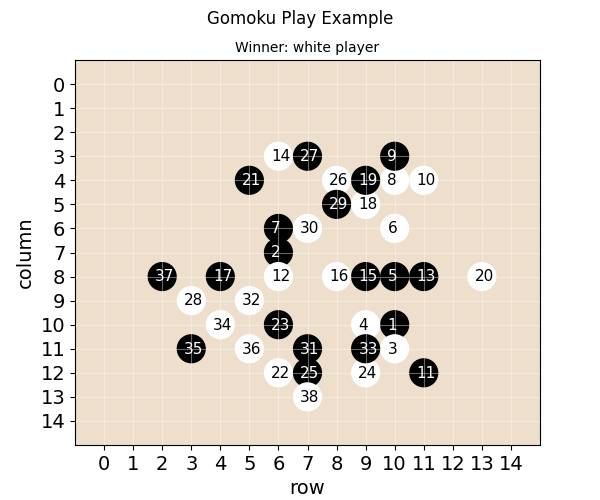 Gomoku Play Example
Winner: white player
0
1
2
3 14 27 9
4 21 26 19 8 10
5 29 18
6 7 30 6
7 2
8 37 17 12 16 15 5 13 20
9 28 32
10 34 23 4 1
11 35 36 31 33 3
12 22 25 24 11
13 38
14
column
0 1 2 3 4 5 6 7 8 9 10 11 12 13 14
row